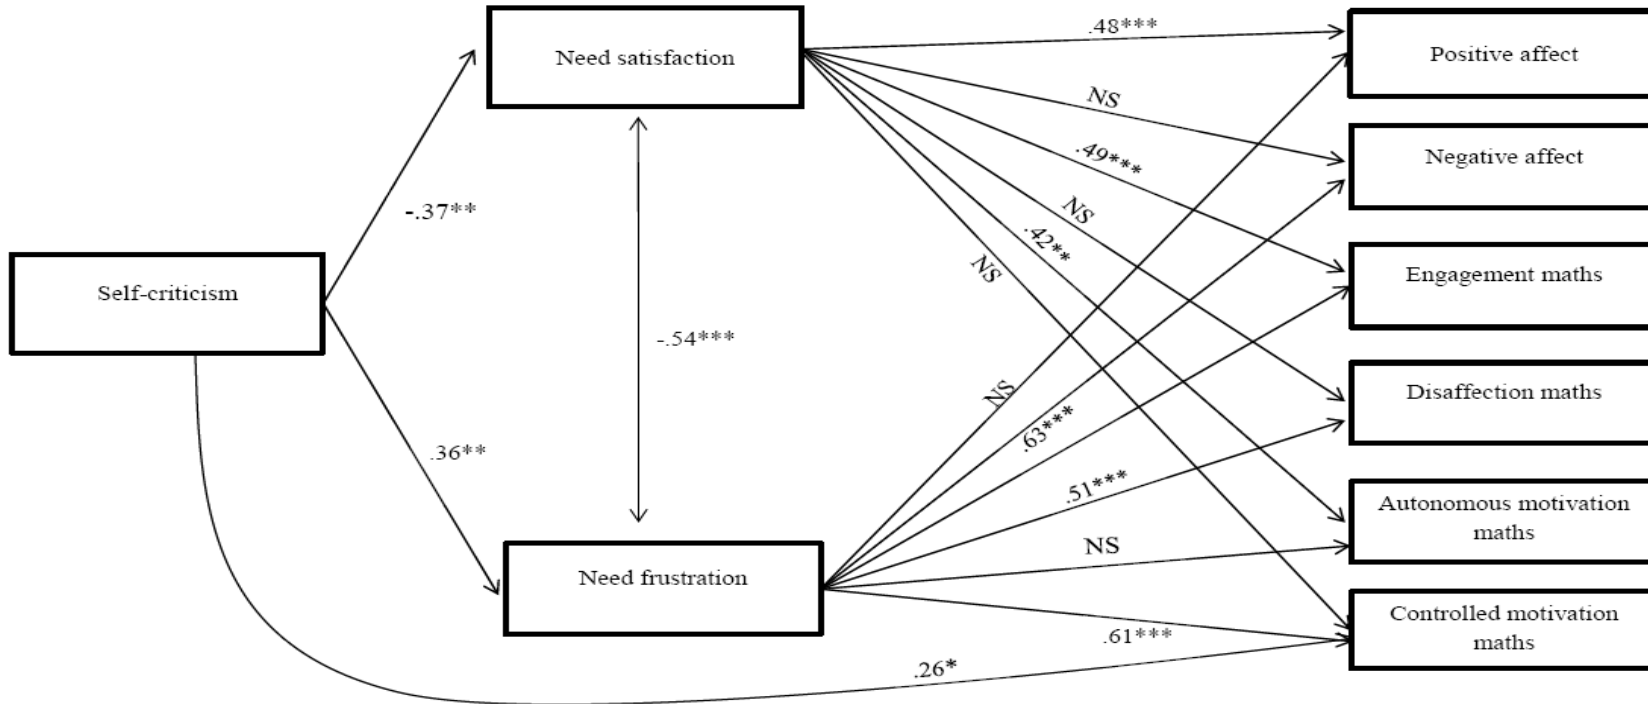 Need satisfaction
.48***
Positive affect
NS
Negative affect
.49***
-.37**
NS
.42**
NS
Engagement maths
Self-criticism
-.54***
NS
Disaffection maths
.63***
.36**
.51***
Autonomous motivation
maths
NS
Need frustration
.61***
Controlled motivation
maths
.26*